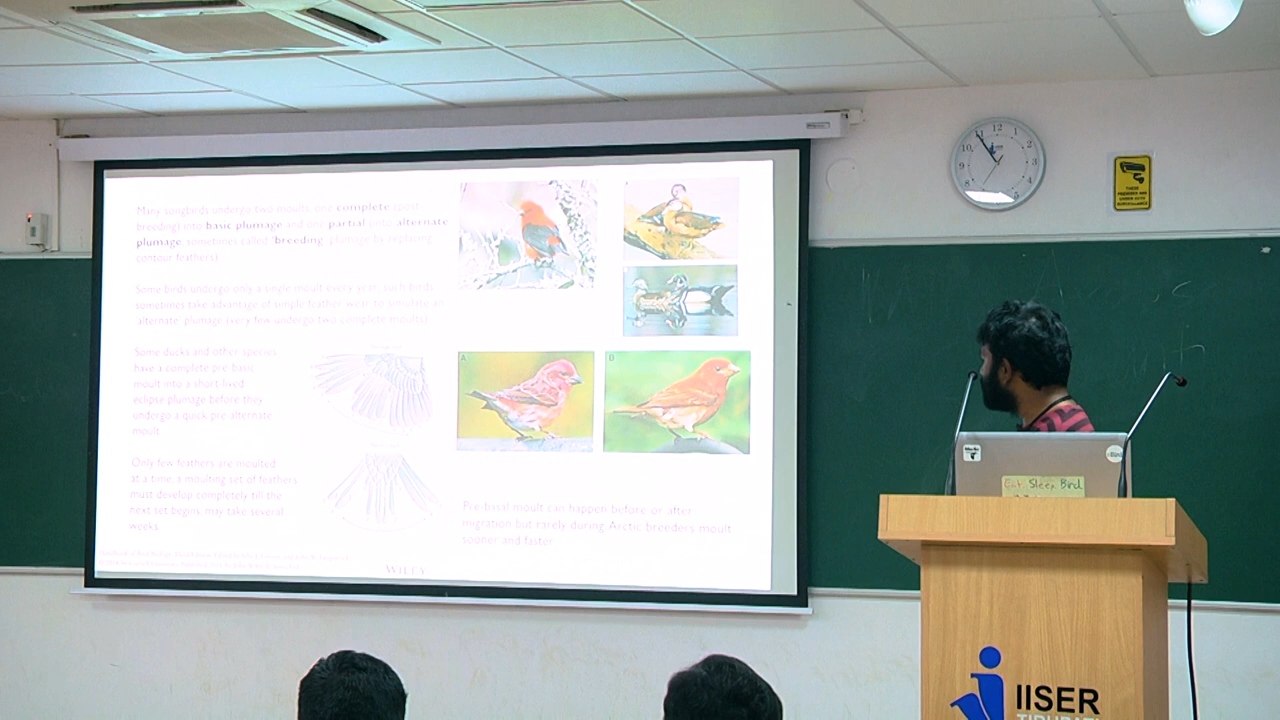 Many songbirds undergo two moults, one complete (post
breeding) into basic plumage and one partial (into alternate
plumage, sometimes called 'breeding' plumage by replacing
contour feathers)
Some birds undergo only a single moult every year; such birds
sometimes take advantage of simple feather wear to simulate an
alternate plumage (very few undergo two complete moults)
Some ducks and other species
have a complete pre-basic
moult into a short-lived
eclipse plumage before they
undergo a quick pre-alternate
moult
Only few feathers are moulted
at a time; a moulting set of feathers
must develop completely till the
next set begins; may take several
weeks
A
B
Pre-basal moult can happen before or after
migration but rarely during. Arctic breeders moult
sooner and faster
WILEY
12
Eat. Sleep. Bird.
IISER
TIRUPATI